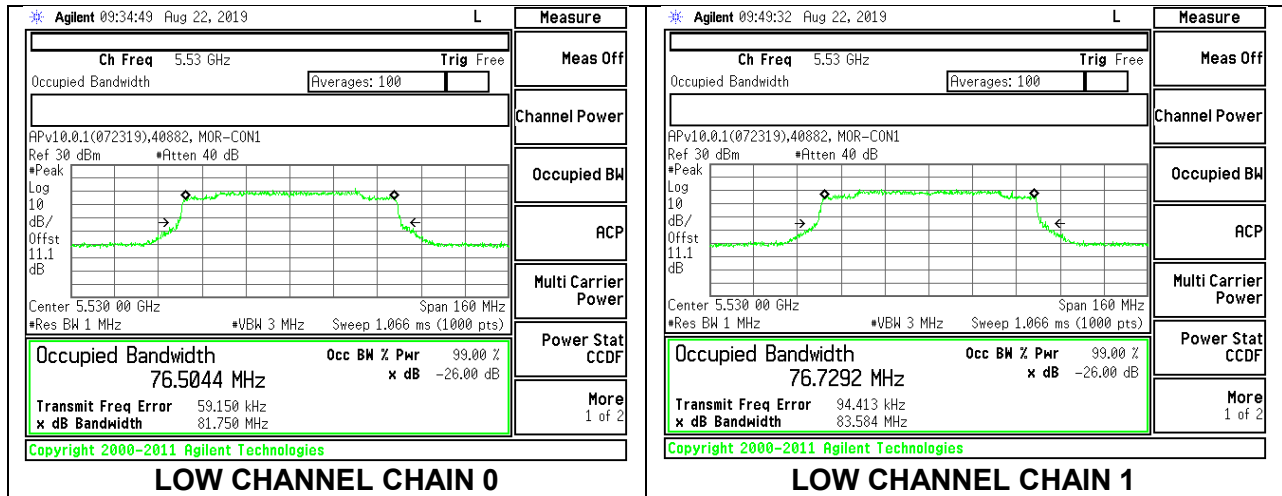 Agilent 09:34:49 Aug 22, 2019 L Measure
Ch Freq 5.53 GHz Trig Free
Occupied Bandwidth Averages: 100
APv10.0.1(072319),40882, MOR-CON1
Ref 30 dBm #Atten 40 dB
#Peak
Log
10
dB/
Offst
11.1
dB
Center 5.530 00 GHz Span 160 MHz
#Res BW 1 MHz #VBW 3 MHz Sweep 1.066 ms (1000 pts)
Occupied Bandwidth Occ BW % Pwr 99.00 %
76.5044 MHz x dB -26.00 dB
Transmit Freq Error 59.150 kHz
x dB Bandwidth 81.750 MHz
Copyright 2000-2011 Agilent Technologies
Meas Off
Channel Power
Occupied BW
ACP
Multi Carrier
Power
Power Stat
CCDF
More
1 of 2
LOW CHANNEL CHAIN 0
Agilent 09:49:32 Aug 22, 2019 L Measure
Ch Freq 5.53 GHz Trig Free
Occupied Bandwidth Averages: 100
APv10.0.1(072319),40882, MOR-CON1
Ref 30 dBm #Atten 40 dB
#Peak
Log
10
dB/
Offst
11.1
dB
Center 5.530 00 GHz Span 160 MHz
#Res BW 1 MHz #VBW 3 MHz Sweep 1.066 ms (1000 pts)
Occupied Bandwidth Occ BW % Pwr 99.00 %
76.7292 MHz x dB -26.00 dB
Transmit Freq Error 94.413 kHz
x dB Bandwidth 83.584 MHz
Copyright 2000-2011 Agilent Technologies
Meas Off
Channel Power
Occupied BW
ACP
Multi Carrier
Power
Power Stat
CCDF
More
1 of 2
LOW CHANNEL CHAIN 1